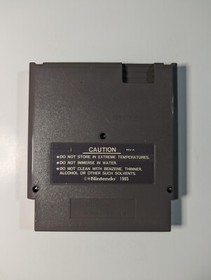 CAUTION
•DO NOT STORE IN EXTREME TEMPERATURES.
•DO NOT IMMERSE IN WATER.
•DO NOT CLEAN WITH BENZENE, THINNER,
ALCOHOL OR OTHER SUCH SOLVENTS.
©Nintendo 1985